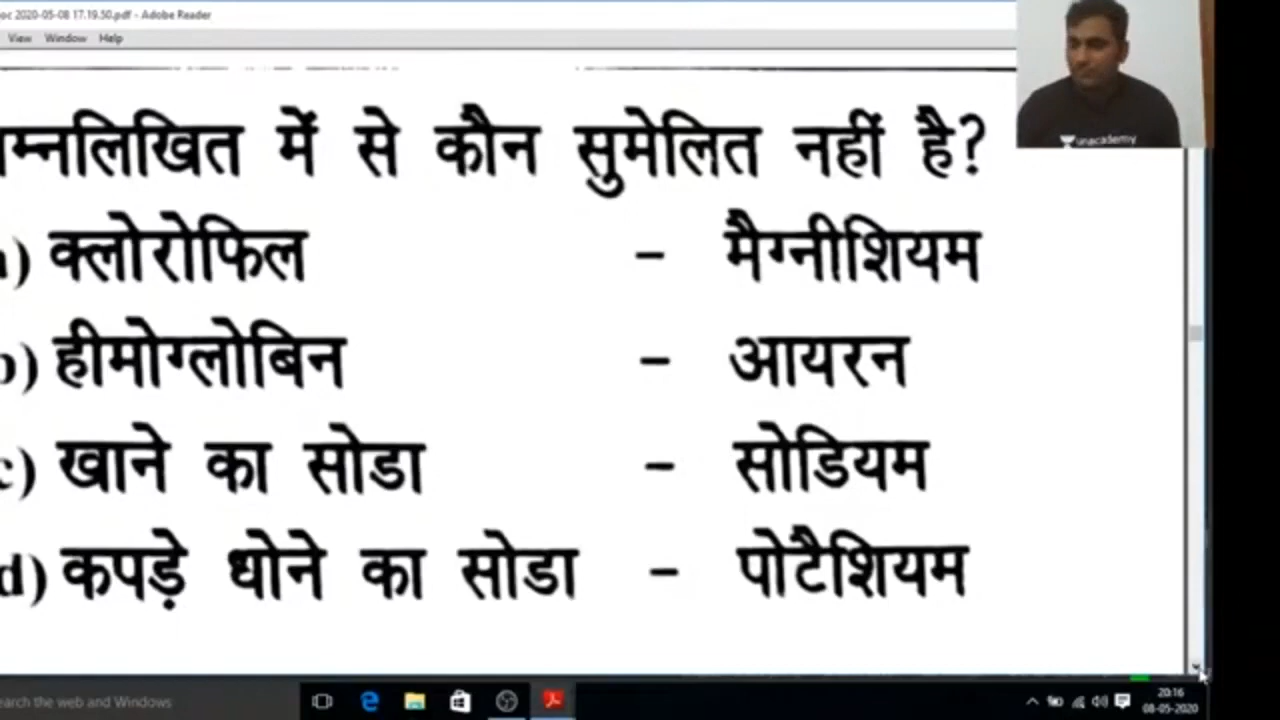 oc 2020-05-08 17.19.50.pdf - Adobe Reader
View Window Help
unacademy
म्नलिखित में से कौन सुमेलित नहीं है?
a) क्लोरोफिल - मैग्नीशियम
b) हीमोग्लोबिन - आयरन
c) खाने का सोडा - सोडियम
d) कपड़े धोने का सोडा - पोटैशियम
earch the web and Windows
20:16
08-05-2020